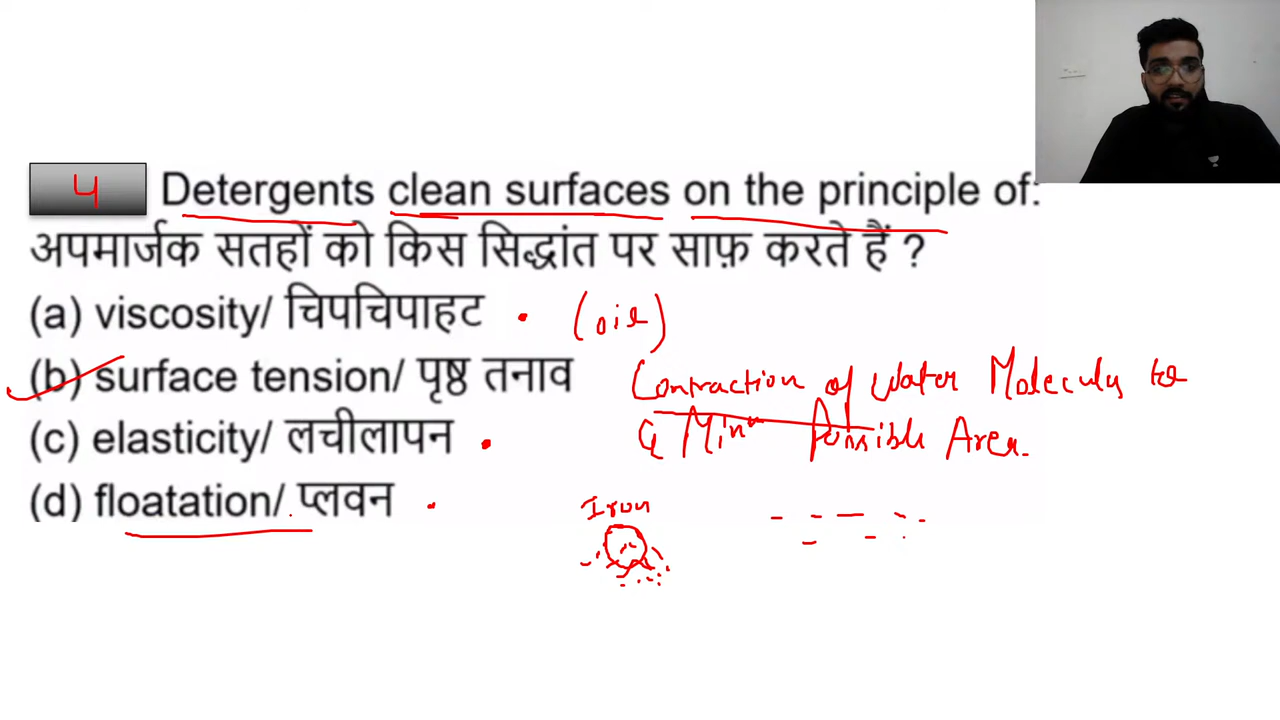 4 Detergents clean surfaces on the principle of:
अपमार्जक सतहों को किस सिद्धांत पर साफ़ करते हैं ?
(a) viscosity/ चिपचिपाहट (oil)
(b) surface tension/ पृष्ठ तनाव Contraction of Water Molecules to
(c) elasticity/ लचीलापन a Minm Possible Area.
(d) floatation/ प्लवन Iron